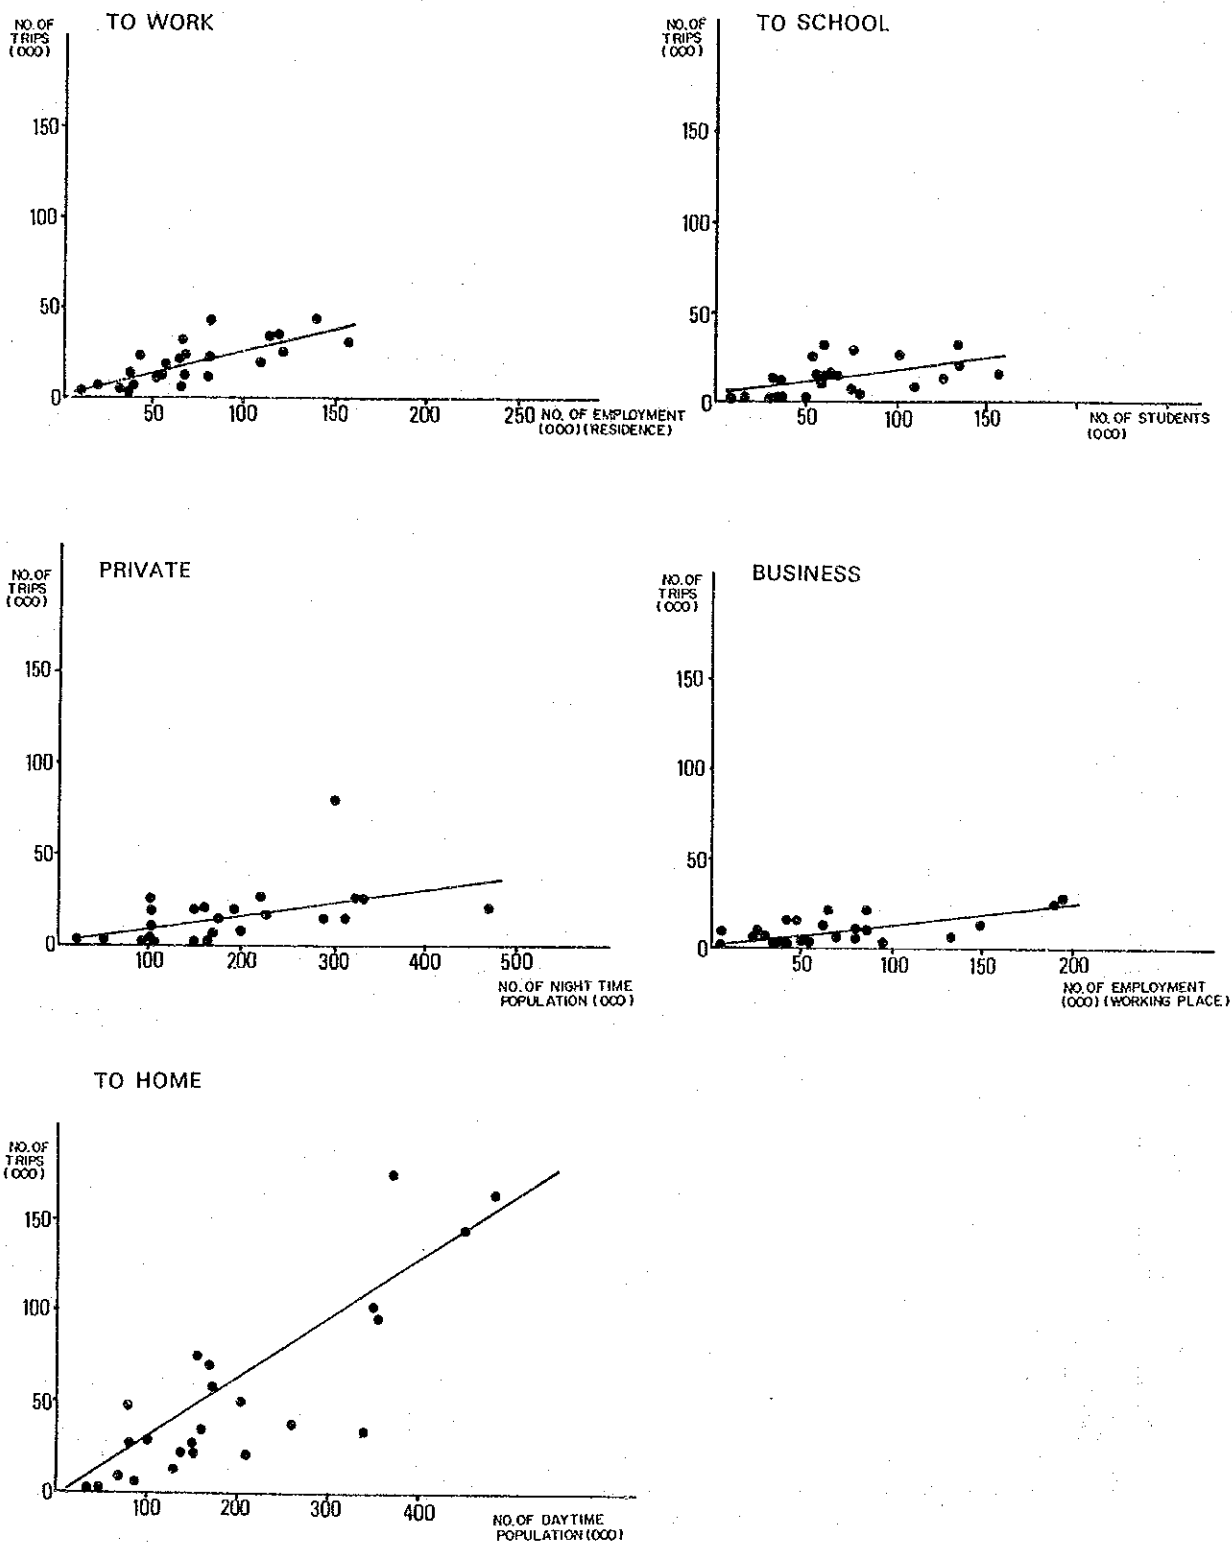 TO WORK
NO. OF
TRIPS
(000)
150
100
50
0
50 100 150 200 250
NO. OF EMPLOYMENT
(000)(RESIDENCE)
TO SCHOOL
NO. OF
TRIPS
(000)
150
100
50
0
50 100 150
NO. OF STUDENTS
(000)
PRIVATE
NO. OF
TRIPS
(000)
150
100
50
0
100 200 300 400 500
NO. OF NIGHT TIME
POPULATION (000)
BUSINESS
NO. OF
TRIPS
(000)
150
100
50
0
50 100 150 200
NO. OF EMPLOYMENT
(000) (WORKING PLACE)
TO HOME
NO. OF
TRIPS
(000)
150
100
50
0
100 200 300 400
NO. OF DAYTIME
POPULATION (000)